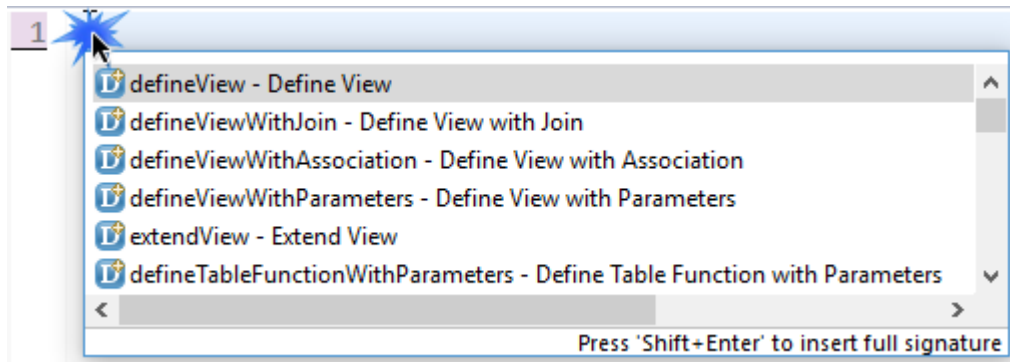 1
defineView - Define View
defineViewWithJoin - Define View with Join
defineViewWithAssociation - Define View with Association
defineViewWithParameters - Define View with Parameters
extendView - Extend View
defineTableFunctionWithParameters - Define Table Function with Parameters
Press 'Shift+Enter' to insert full signature